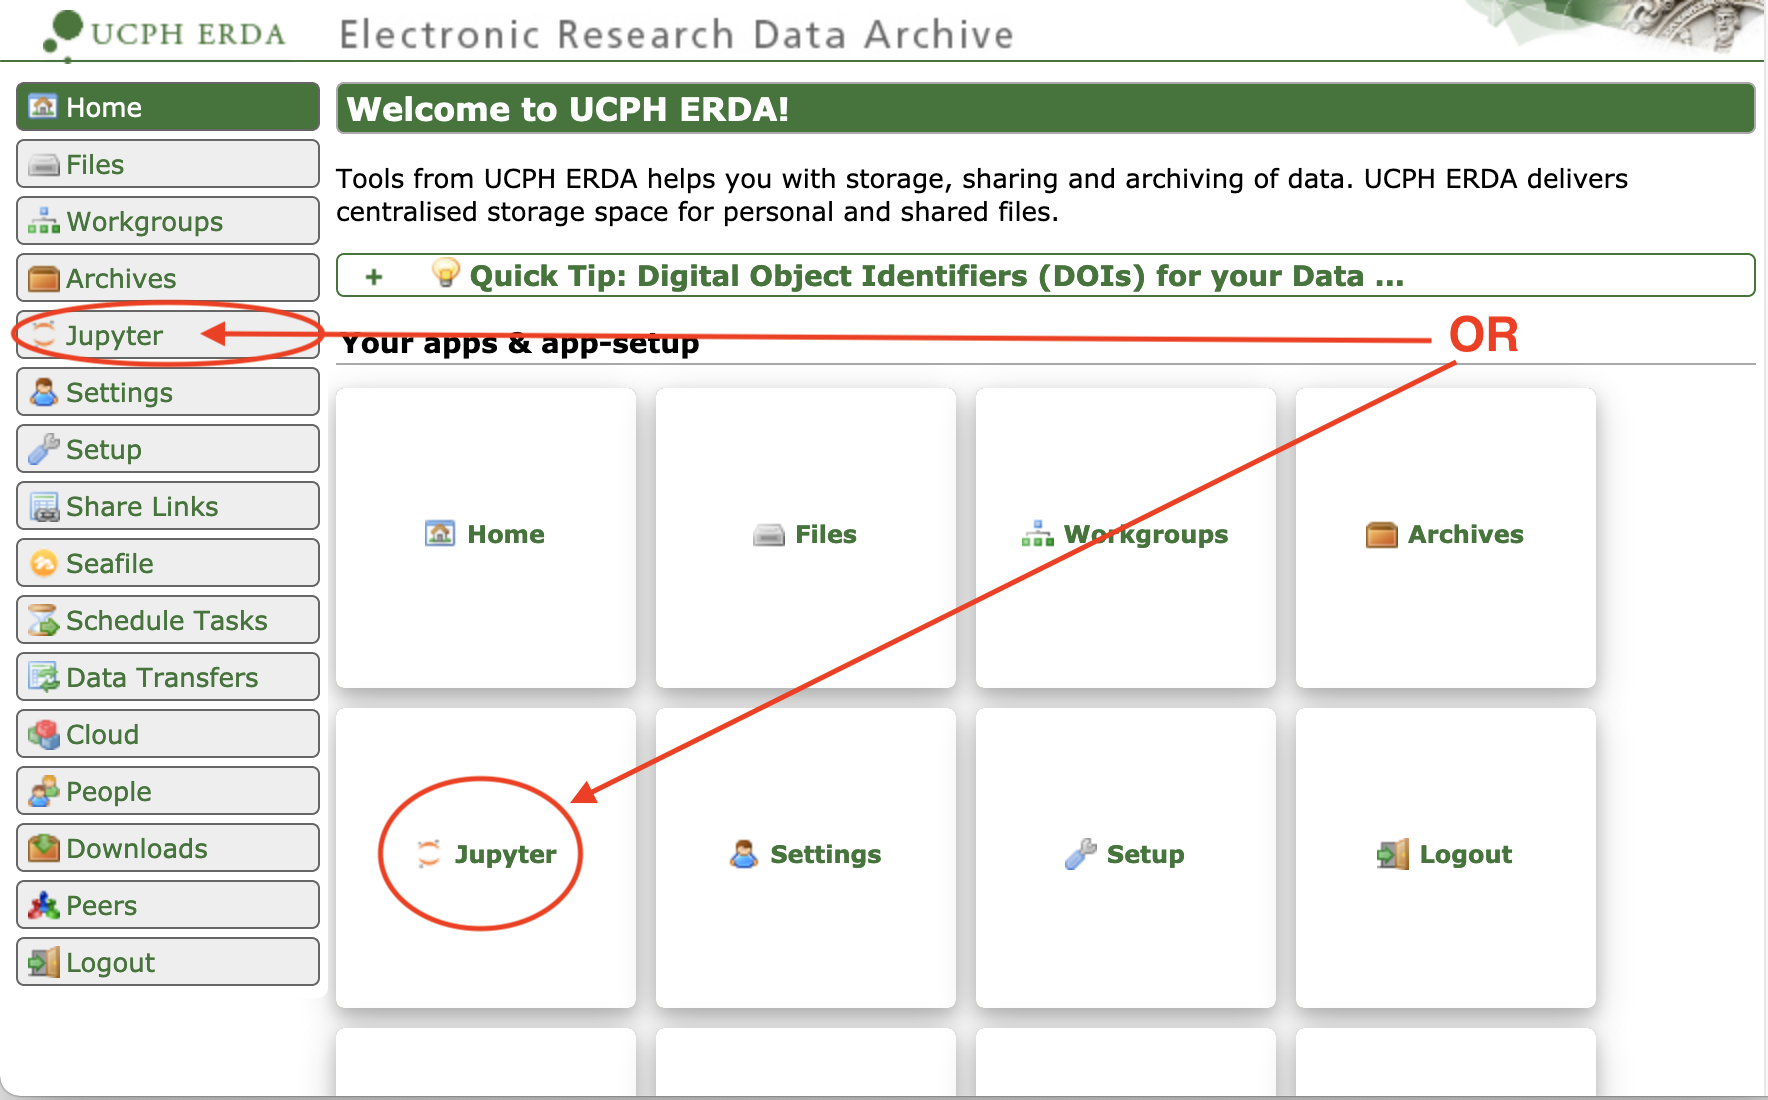 UCPH ERDA
Electronic Research Data Archive
Home
Files
Workgroups
Archives
Jupyter
Settings
Setup
Share Links
Seafile
Schedule Tasks
Data Transfers
Cloud
People
Downloads
Peers
Logout
Welcome to UCPH ERDA!
Tools from UCPH ERDA helps you with storage, sharing and archiving of data. UCPH ERDA delivers
centralised storage space for personal and shared files.
+ Quick Tip: Digital Object Identifiers (DOIs) for your Data ...
OR
Your apps & app-setup
Home
Files
Workgroups
Archives
Jupyter
Settings
Setup
Logout